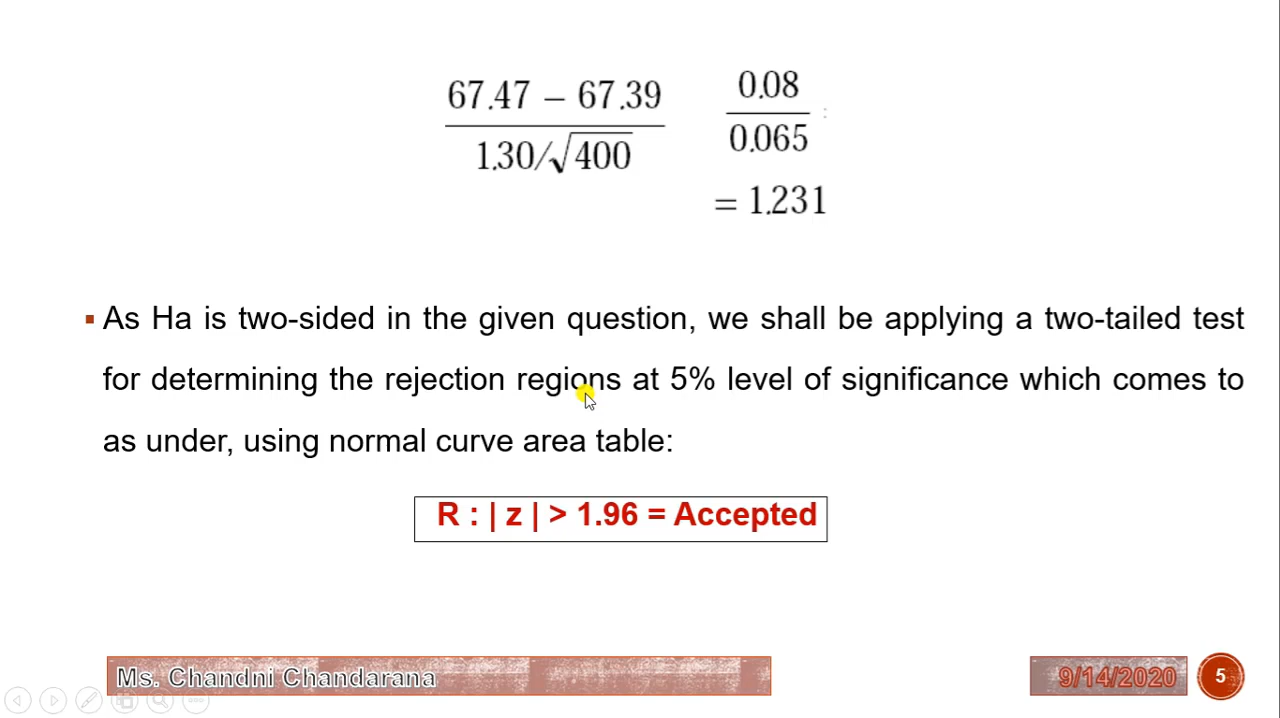 67.47 – 67.39
1.30/√400
0.08
0.065
= 1.231
As Ha is two-sided in the given question, we shall be applying a two-tailed test
for determining the rejection regions at 5% level of significance which comes to
as under, using normal curve area table:
R : | z | > 1.96 = Accepted
Ms. Chandni Chandarana
9/14/2020
5